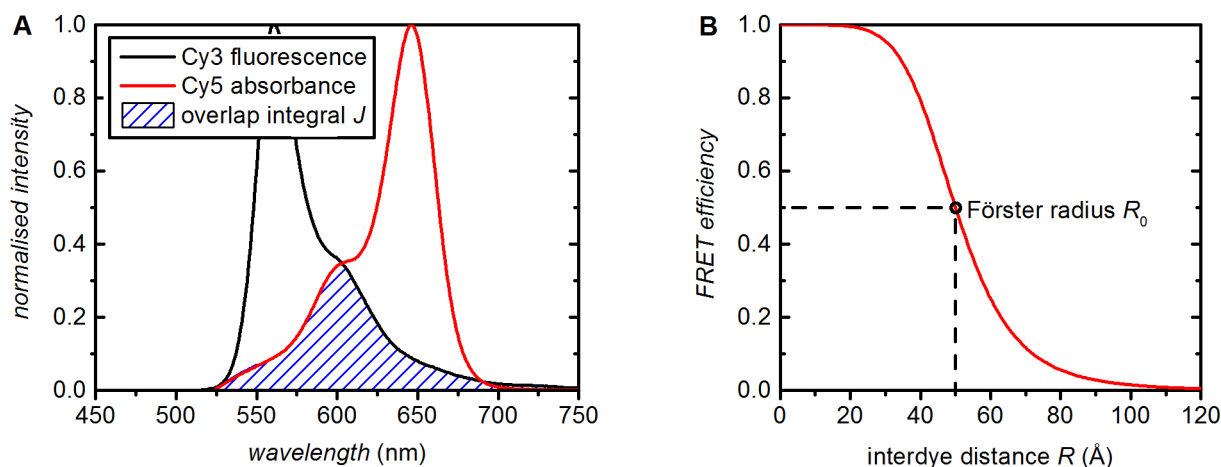 A
1.0
0.8
0.6
0.4
0.2
0.0
normalised intensity
Cy3 fluorescence
Cy5 absorbance
overlap integral J
450 500 550 600 650 700 750
wavelength (nm)
B
1.0
0.8
0.6
0.4
0.2
0.0
FRET efficiency
Förster radius R₀
0 20 40 60 80 100 120
interdye distance R (Å)